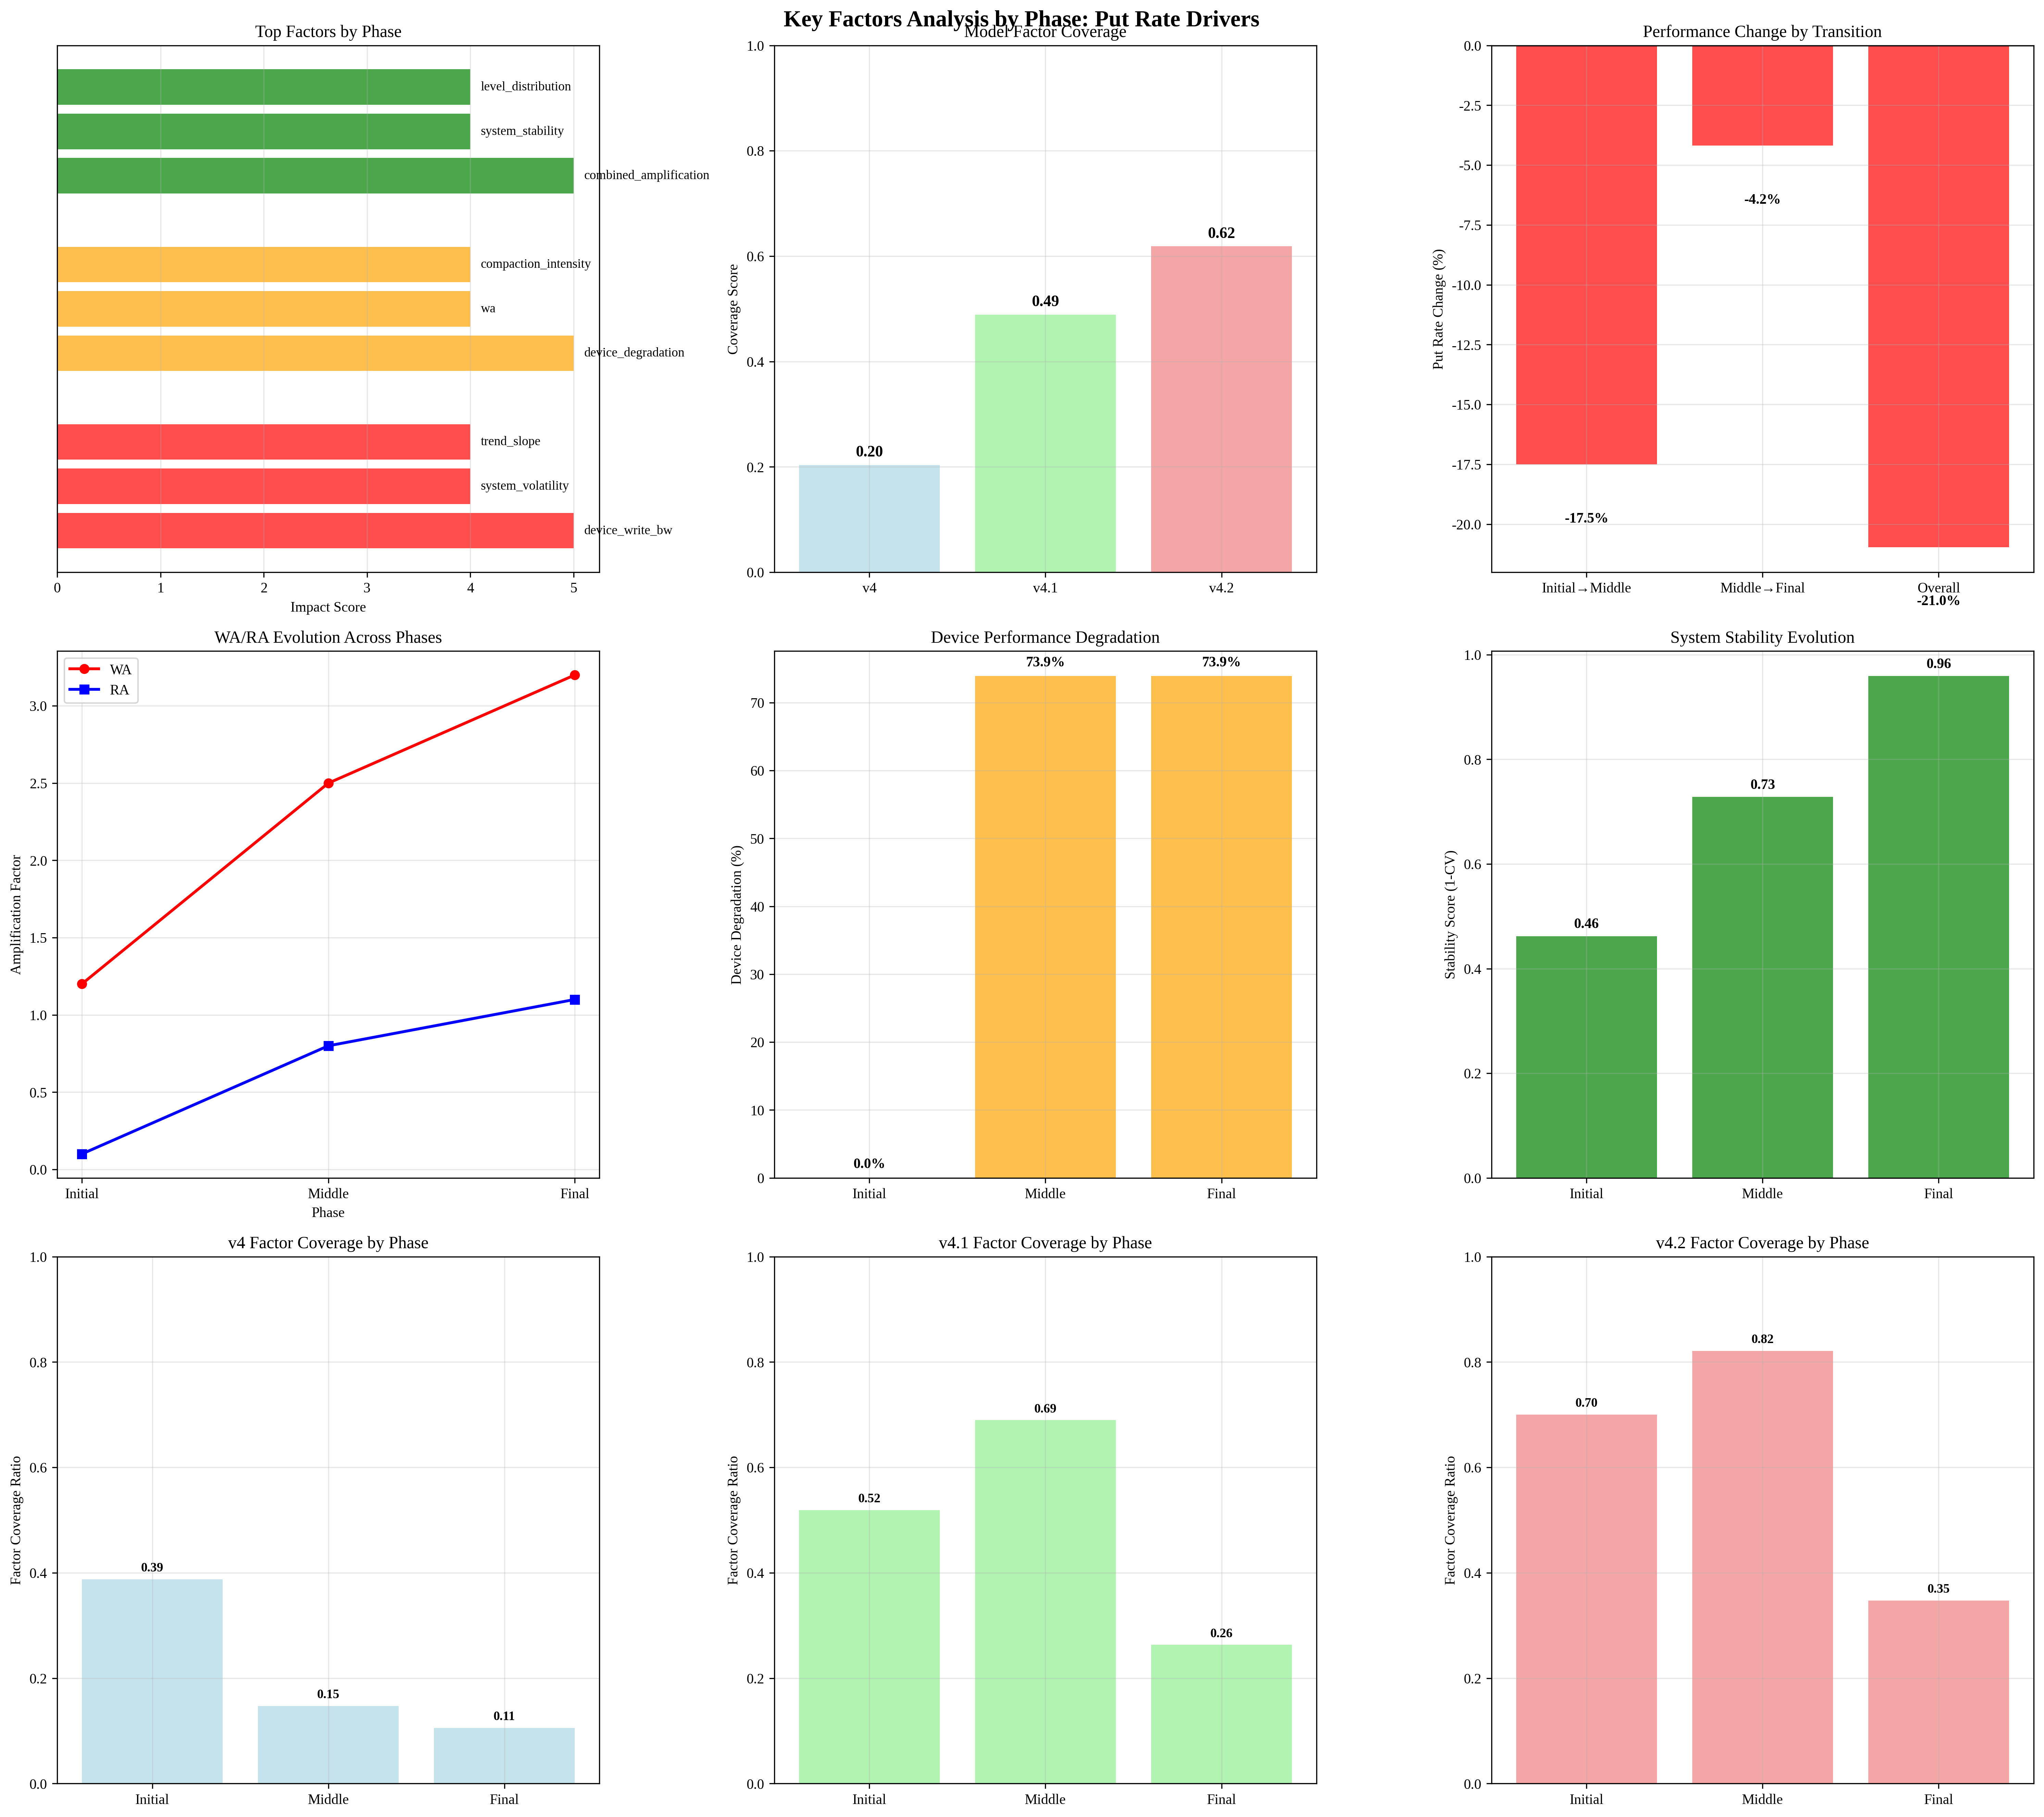 Key Factors Analysis by Phase: Put Rate Drivers
Top Factors by Phase
level_distribution
system_stability
combined_amplification
compaction_intensity
wa
device_degradation
trend_slope
system_volatility
device_write_bw
0 1 2 3 4 5
Impact Score
Model Factor Coverage
Coverage Score
1.0
0.8
0.6
0.4
0.2
0.0
0.20
0.49
0.62
v4 v4.1 v4.2
Performance Change by Transition
Put Rate Change (%)
0.0
-2.5
-5.0
-7.5
-10.0
-12.5
-15.0
-17.5
-20.0
-17.5%
-4.2%
Initial→Middle Middle→Final Overall
-21.0%
WA/RA Evolution Across Phases
WA
RA
Amplification Factor
3.0
2.5
2.0
1.5
1.0
0.5
0.0
Initial Middle Final
Phase
Device Performance Degradation
Device Degradation (%)
70
60
50
40
30
20
10
0
0.0%
73.9%
73.9%
Initial Middle Final
System Stability Evolution
Stability Score (1-CV)
1.0
0.8
0.6
0.4
0.2
0.0
0.46
0.73
0.96
Initial Middle Final
v4 Factor Coverage by Phase
Factor Coverage Ratio
1.0
0.8
0.6
0.4
0.2
0.0
0.39
0.15
0.11
Initial Middle Final
v4.1 Factor Coverage by Phase
Factor Coverage Ratio
1.0
0.8
0.6
0.4
0.2
0.0
0.52
0.69
0.26
Initial Middle Final
v4.2 Factor Coverage by Phase
Factor Coverage Ratio
1.0
0.8
0.6
0.4
0.2
0.0
0.70
0.82
0.35
Initial Middle Final